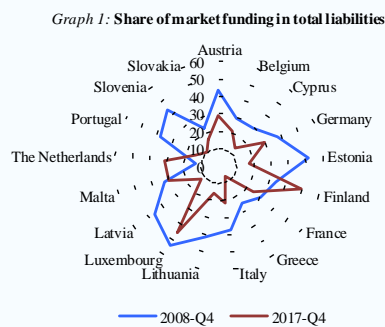 Graph 1: Share of market funding in total liabilities
Austria
Belgium
Cyprus
Germany
Estonia
Finland
France
Greece
Italy
Lithuania
Luxembourg
Latvia
Malta
The Netherlands
Portugal
Slovenia
Slovakia
60
50
40
30
20
10
0
2008-Q4 2017-Q4